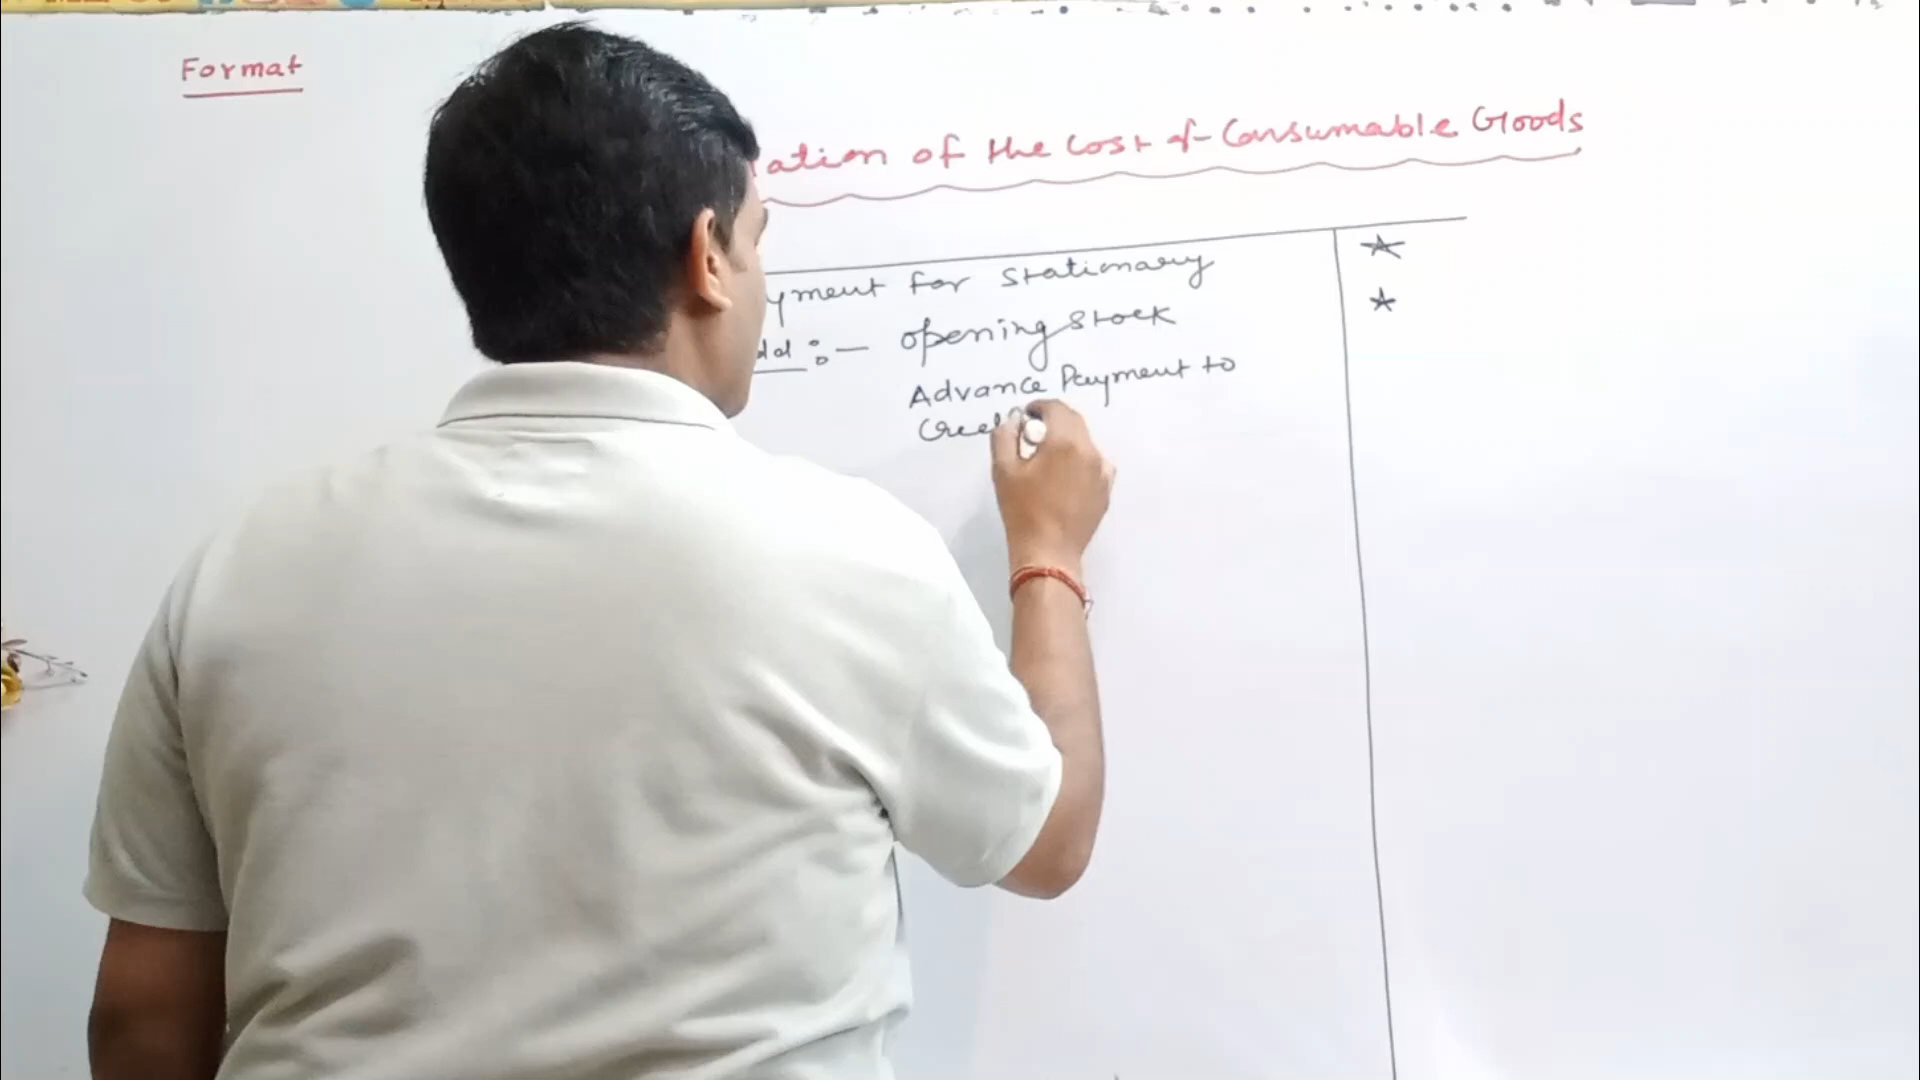 Format
ation of the Cost of Consumable Goods
yment for Stationary
dd :- opening Stock
Advance Payment to